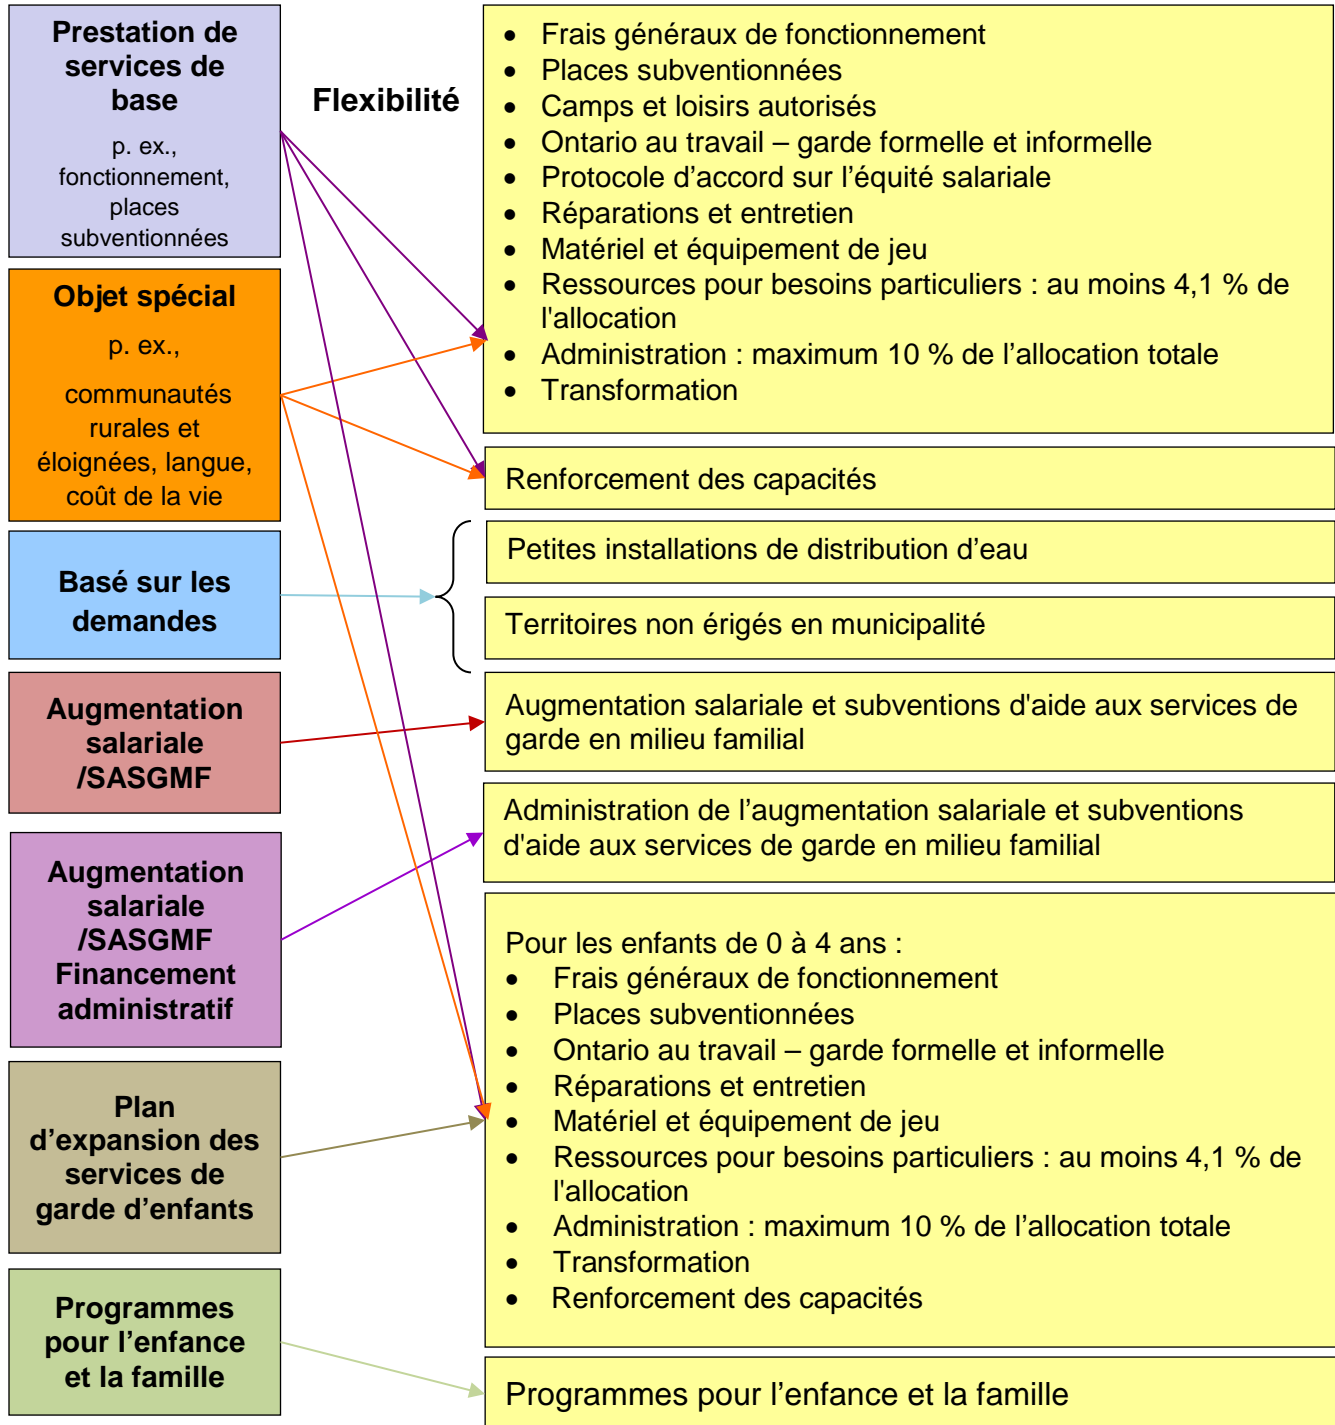 Prestation de
services de
base
p. ex.,
fonctionnement,
places
subventionnées
Objet spécial
p. ex.,
communautés
rurales et
éloignées, langue,
coût de la vie
Basé sur les
demandes
Augmentation
salariale
/SASGMF
Augmentation
salariale
/SASGMF
Financement
administratif
Plan
d’expansion des
services de
garde d’enfants
Programmes
pour l’enfance
et la famille
Flexibilité
• Frais généraux de fonctionnement
• Places subventionnées
• Camps et loisirs autorisés
• Ontario au travail – garde formelle et informelle
• Protocole d’accord sur l’équité salariale
• Réparations et entretien
• Matériel et équipement de jeu
• Ressources pour besoins particuliers : au moins 4,1 % de
l'allocation
• Administration : maximum 10 % de l’allocation totale
• Transformation
Renforcement des capacités
Petites installations de distribution d’eau
Territoires non érigés en municipalité
Augmentation salariale et subventions d'aide aux services de
garde en milieu familial
Administration de l’augmentation salariale et subventions
d'aide aux services de garde en milieu familial
Pour les enfants de 0 à 4 ans :
• Frais généraux de fonctionnement
• Places subventionnées
• Ontario au travail – garde formelle et informelle
• Réparations et entretien
• Matériel et équipement de jeu
• Ressources pour besoins particuliers : au moins 4,1 % de
l'allocation
• Administration : maximum 10 % de l’allocation totale
• Transformation
• Renforcement des capacités
Programmes pour l’enfance et la famille